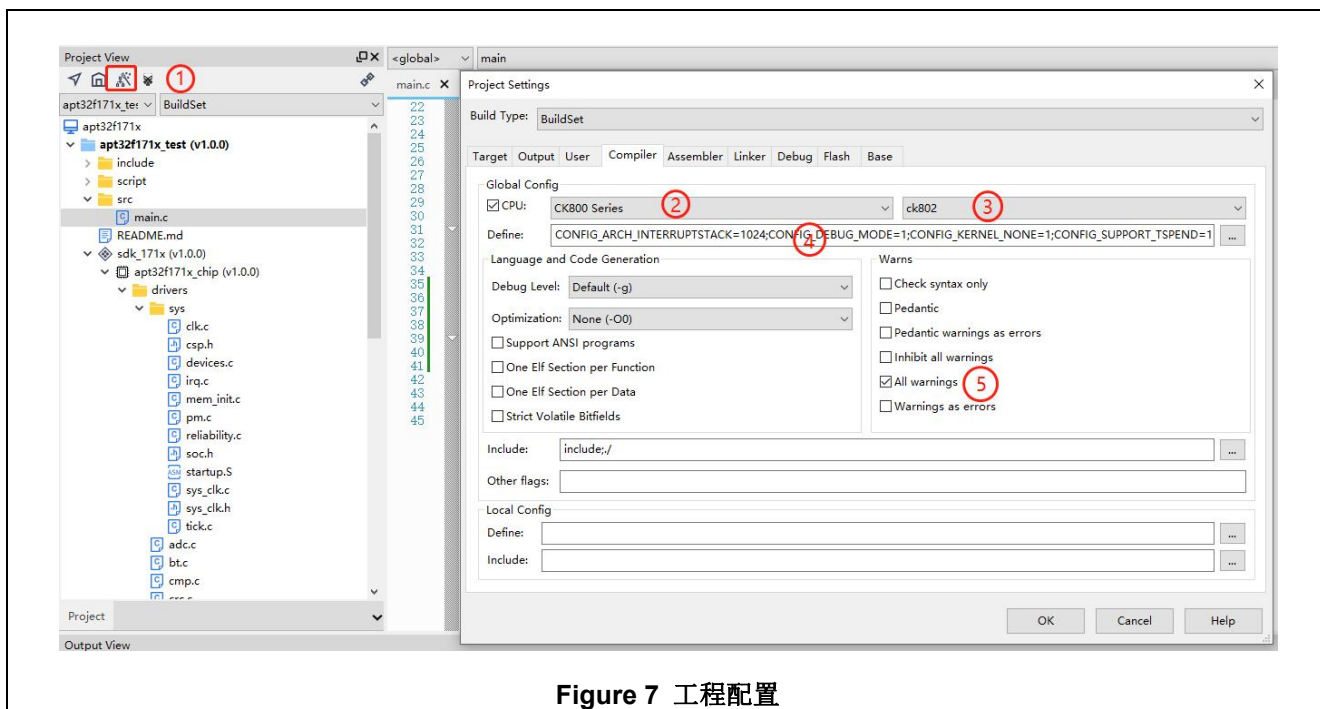 Project View
①
apt32f171x_tes
BuildSet
apt32f171x
apt32f171x_test (v1.0.0)
include
script
src
main.c
README.md
sdk_171x (v1.0.0)
apt32f171x_chip (v1.0.0)
drivers
sys
clk.c
csp.h
devices.c
irq.c
mem_init.c
pm.c
reliability.c
soc.h
startup.S
sys_clk.c
sys_clk.h
tick.c
adc.c
bt.c
cmp.c
Project
Output View
<global>
main
main.c
22
23
24
25
26
27
28
29
30
31
32
33
34
35
36
37
38
39
40
41
42
43
44
45
Project Settings
Build Type: BuildSet
Target Output User Compiler Assembler Linker Debug Flash Base
Global Config
CPU: CK800 Series ② ck802 ③
Define: CONFIG_ARCH_INTERRUPTSTACK=1024;CONFIG_DEBUG_MODE=1;CONFIG_KERNEL_NONE=1;CONFIG_SUPPORT_TSPEND=1 ...
④
Language and Code Generation
Debug Level: Default (-g)
Optimization: None (-O0)
Support ANSI programs
One Elf Section per Function
One Elf Section per Data
Strict Volatile Bitfields
Warns
Check syntax only
Pedantic
Pedantic warnings as errors
Inhibit all warnings
All warnings ⑤
Warnings as errors
Include: include;./ ...
Other flags:
Local Config
Define: ...
Include: ...
OK Cancel Help
Figure 7 工程配置